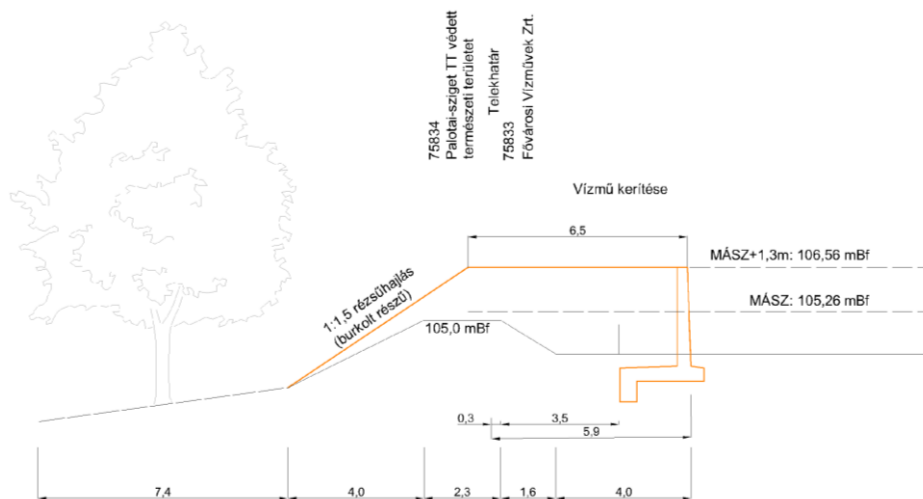 75834
Palotai-sziget TT védett
természeti területet
Telekhatár
75833
Fővárosi Vízművek Zrt.
Vízmű kerítése
6,5
MÁSZ+1,3m: 106,56 mBf
MÁSZ: 105,26 mBf
1:1,5 rézsűhajlás
(burkolt részű)
105,0 mBf
0,3
3,5
5,9
7,4
4,0
2,3
1,6
4,0